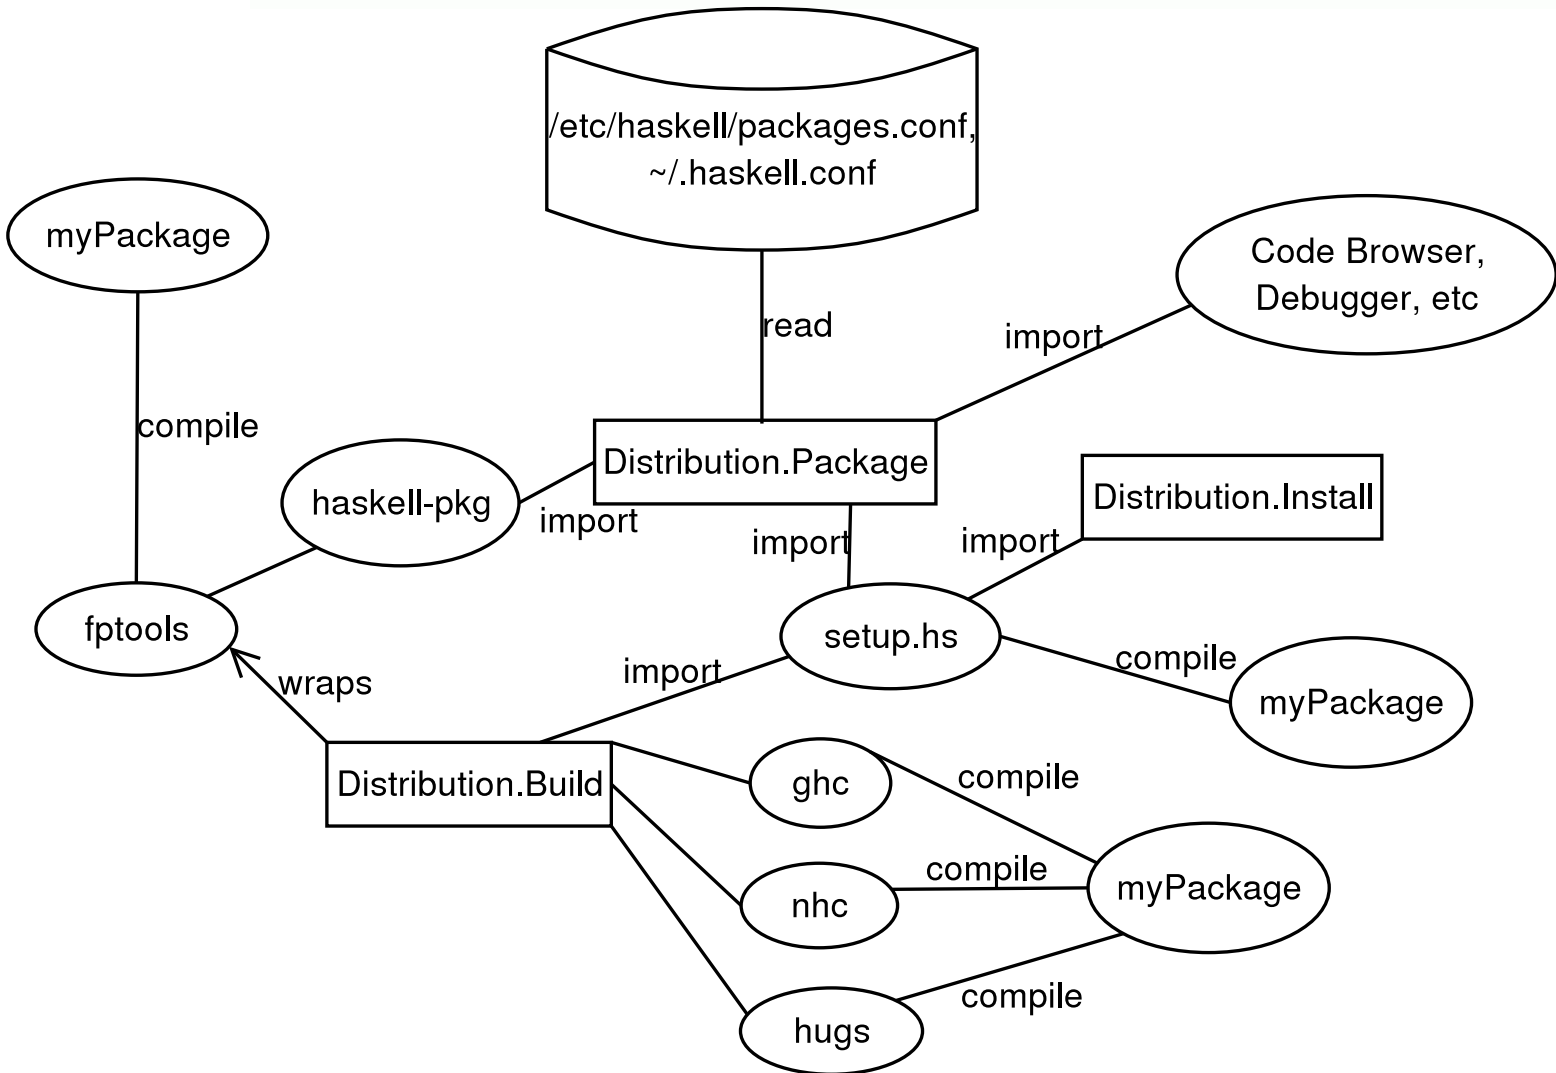 /etc/haskell/packages.conf,
~/.haskell.conf
myPackage
Code Browser,
Debugger, etc
read
import
compile
Distribution.Package
haskell-pkg
import
Distribution.Install
import
import
fptools
setup.hs
wraps
import
compile
myPackage
Distribution.Build
ghc
compile
nhc
compile
myPackage
hugs
compile